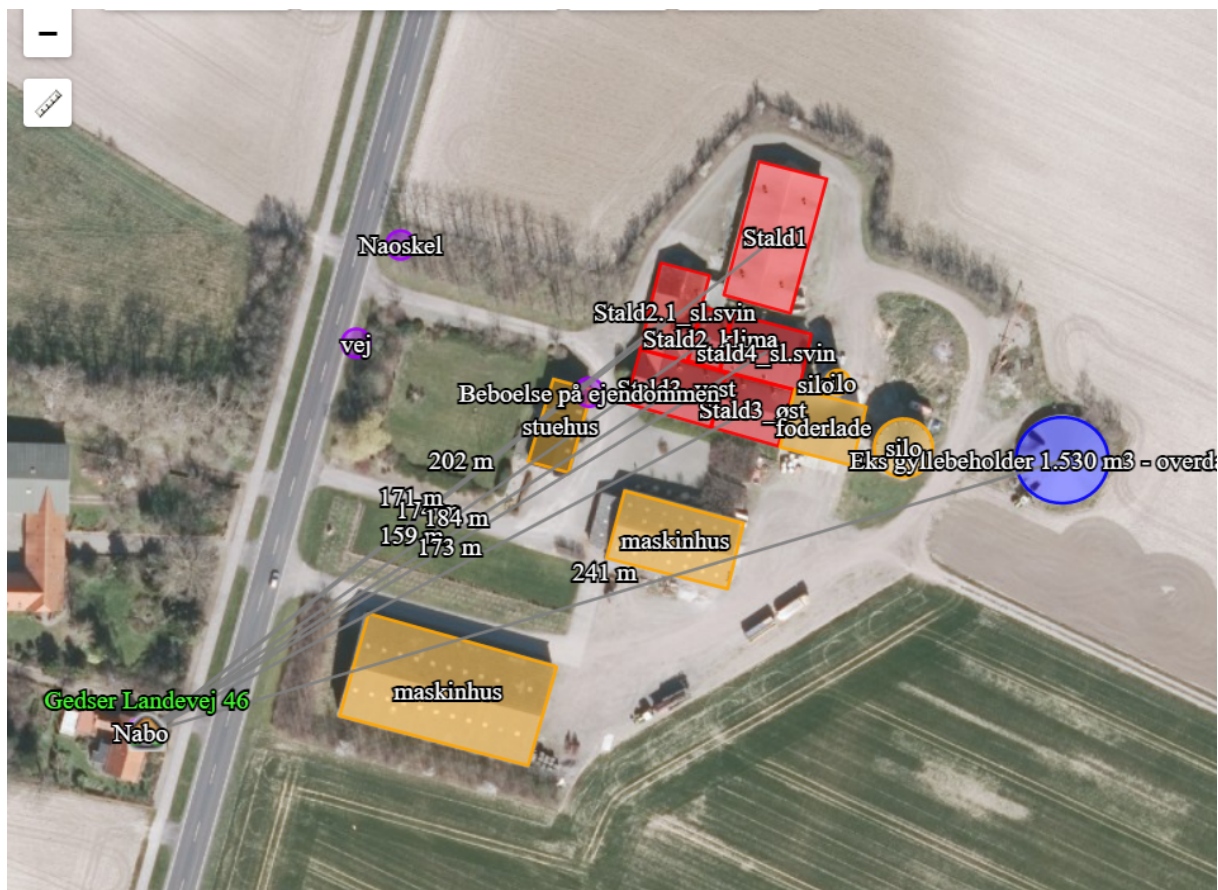 Stald1
Naoskel
Stald2.1_sl.svin
Stald2_klima
vej
stald4_sl.svin
silo
Beboelse på ejendommen
Stald3_øst
stuehus
foderlade
silo
Eks gyllebeholder 1.530 m3 - overda
202 m
171 m
184 m
159 m
173 m
maskinhus
241 m
maskinhus
Gedser Landevej 46
Nabo